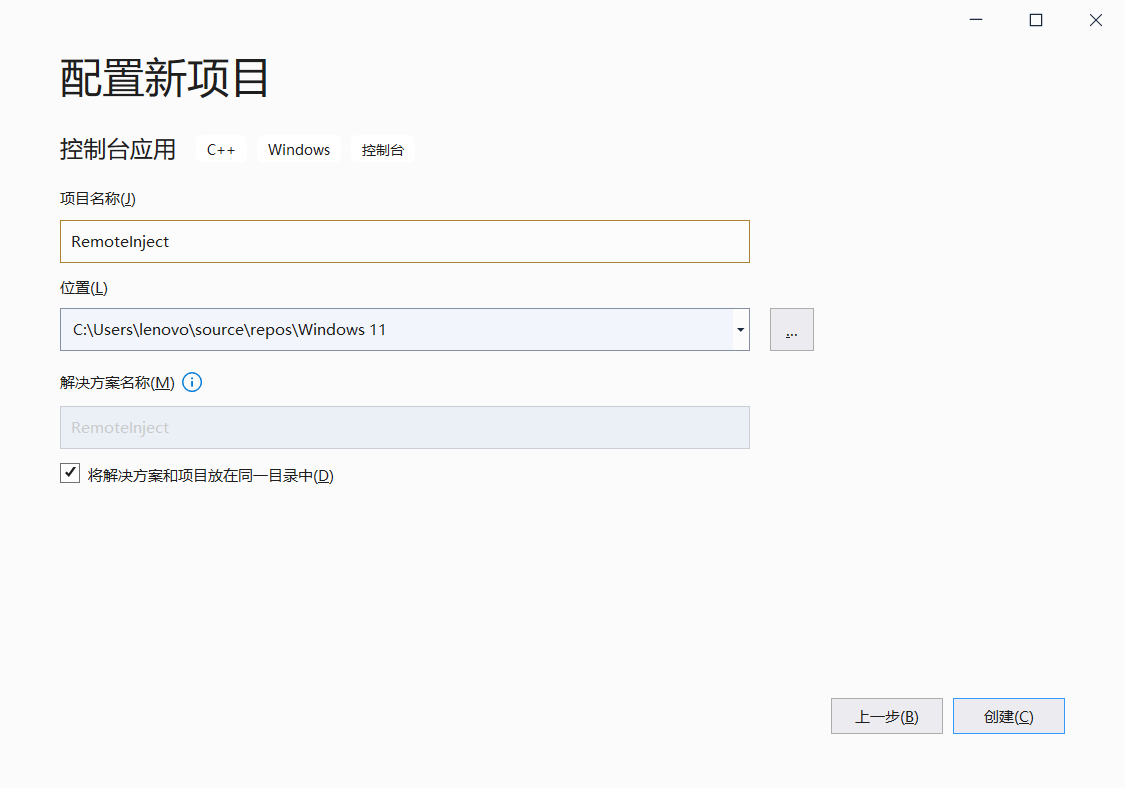 配置新项目
控制台应用 C++ Windows 控制台
项目名称(J)
RemoteInject
位置(L)
C:\Users\lenovo\source\repos\Windows 11
...
解决方案名称(M)
RemoteInject
将解决方案和项目放在同一目录中(D)
上一步(B) 创建(C)